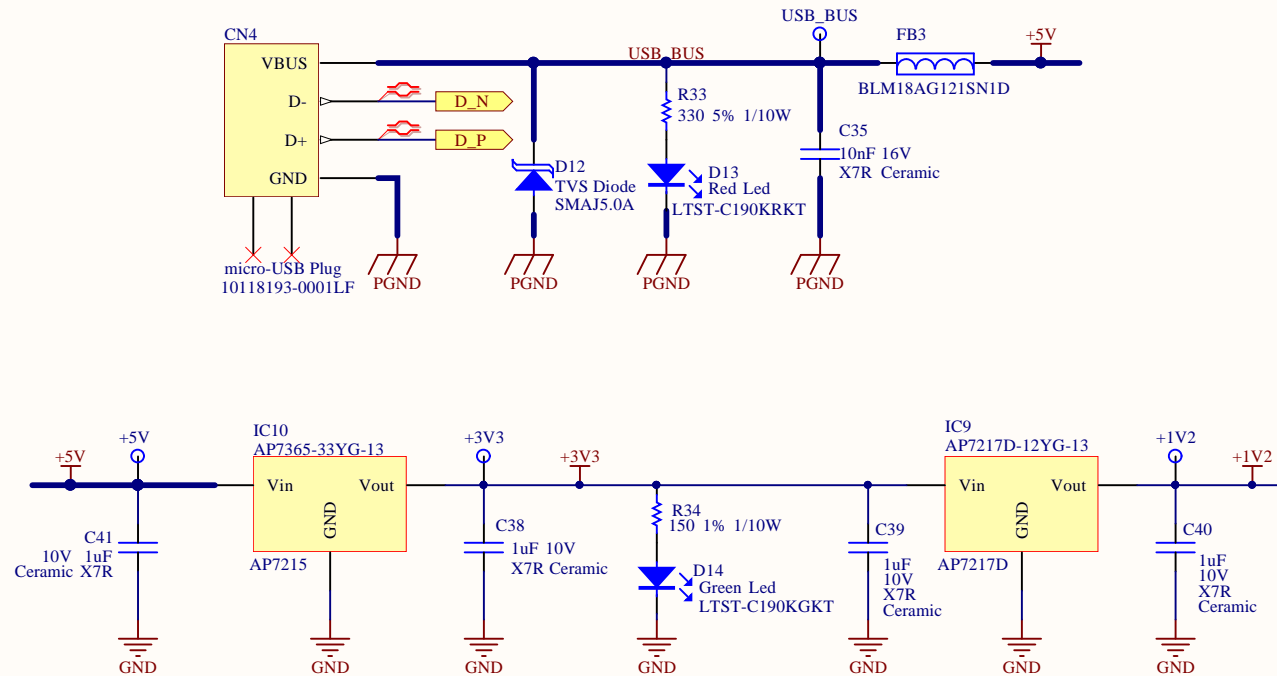 USB_BUS
CN4
FB3
+5V
USB_BUS
VBUS
BLM18AG121SN1D
R33
330 5% 1/10W
D-
D_N
C35
10nF 16V
X7R Ceramic
D+
D_P
D12
TVS Diode
SMAJ5.0A
D13
Red Led
LTST-C190KRKT
GND
micro-USB Plug
10118193-0001LF
PGND
PGND
PGND
PGND
IC10
AP7365-33YG-13
IC9
AP7217D-12YG-13
+5V
+5V
+3V3
+3V3
+1V2
+1V2
Vin
Vout
GND
Vin
Vout
GND
C41
10V 1uF
Ceramic X7R
AP7215
C38
1uF 10V
X7R Ceramic
R34
150 1% 1/10W
D14
Green Led
LTST-C190KGKT
C39
1uF
10V
X7R
Ceramic
AP7217D
C40
1uF
10V
X7R
Ceramic
GND
GND
GND
GND
GND
GND
GND